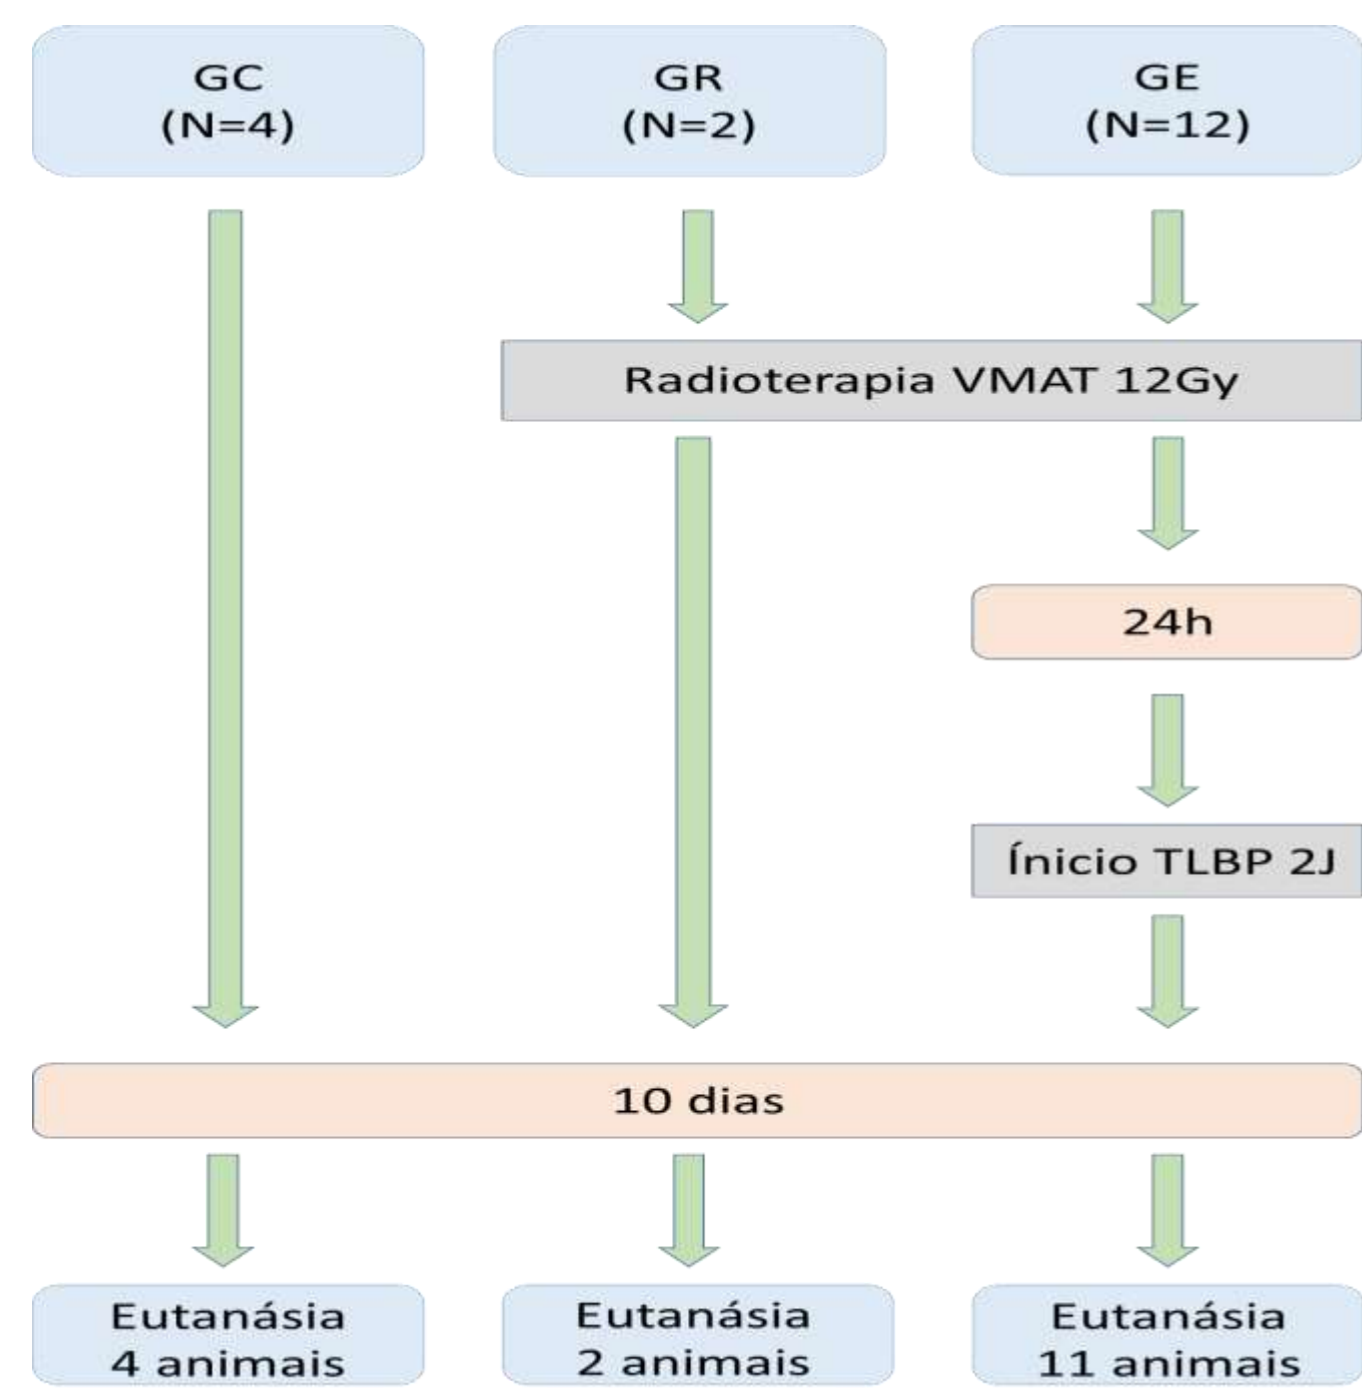 GC
(N=4)
GR
(N=2)
GE
(N=12)
Radioterapia VMAT 12Gy
24h
Ínicio TLBP 2J
10 dias
Eutanásia
4 animais
Eutanásia
2 animais
Eutanásia
11 animais